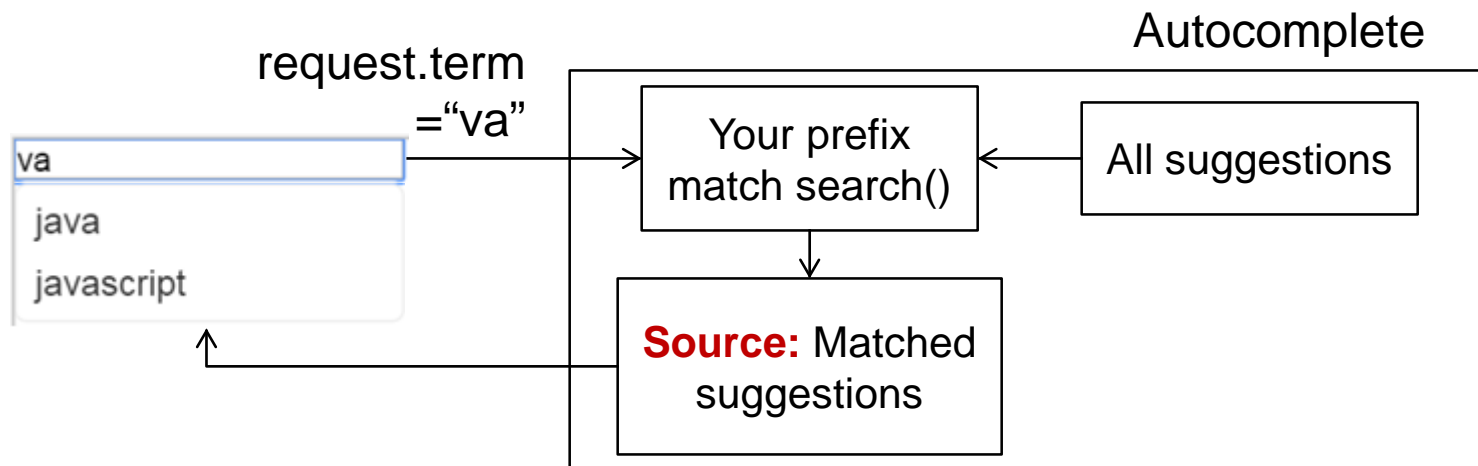 Autocomplete
request.term
=“va”
va
java
javascript
Your prefix
match search()
All suggestions
Source: Matched
suggestions